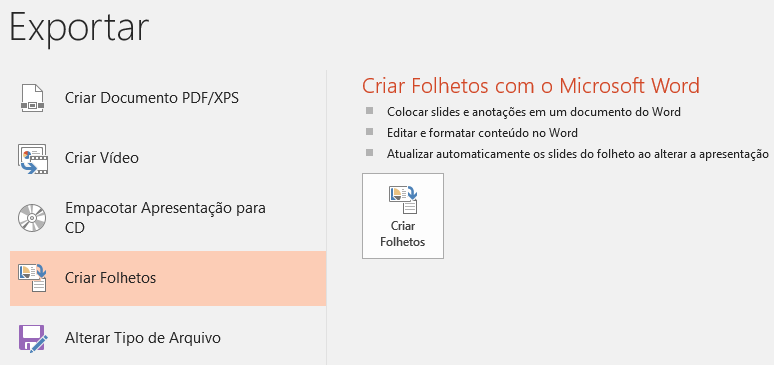 Exportar
Criar Documento PDF/XPS
Criar Vídeo
Empacotar Apresentação para
CD
Criar Folhetos
Alterar Tipo de Arquivo
Criar Folhetos com o Microsoft Word
Colocar slides e anotações em um documento do Word
Editar e formatar conteúdo no Word
Atualizar automaticamente os slides do folheto ao alterar a apresentação
Criar
Folhetos